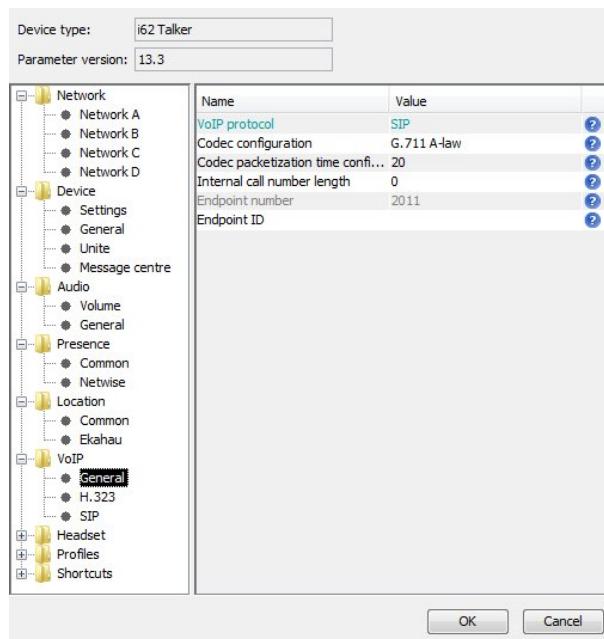 Device type: i62 Talker
Parameter version: 13.3
Network
Network A
Network B
Network C
Network D
Device
Settings
General
Unite
Message centre
Audio
Volume
General
Presence
Common
Netwise
Location
Common
Ekahau
VoIP
General
H.323
SIP
Headset
Profiles
Shortcuts
Name Value
VoIP protocol SIP
Codec configuration G.711 A-law
Codec packetization time confi... 20
Internal call number length 0
Endpoint number 2011
Endpoint ID
OK Cancel